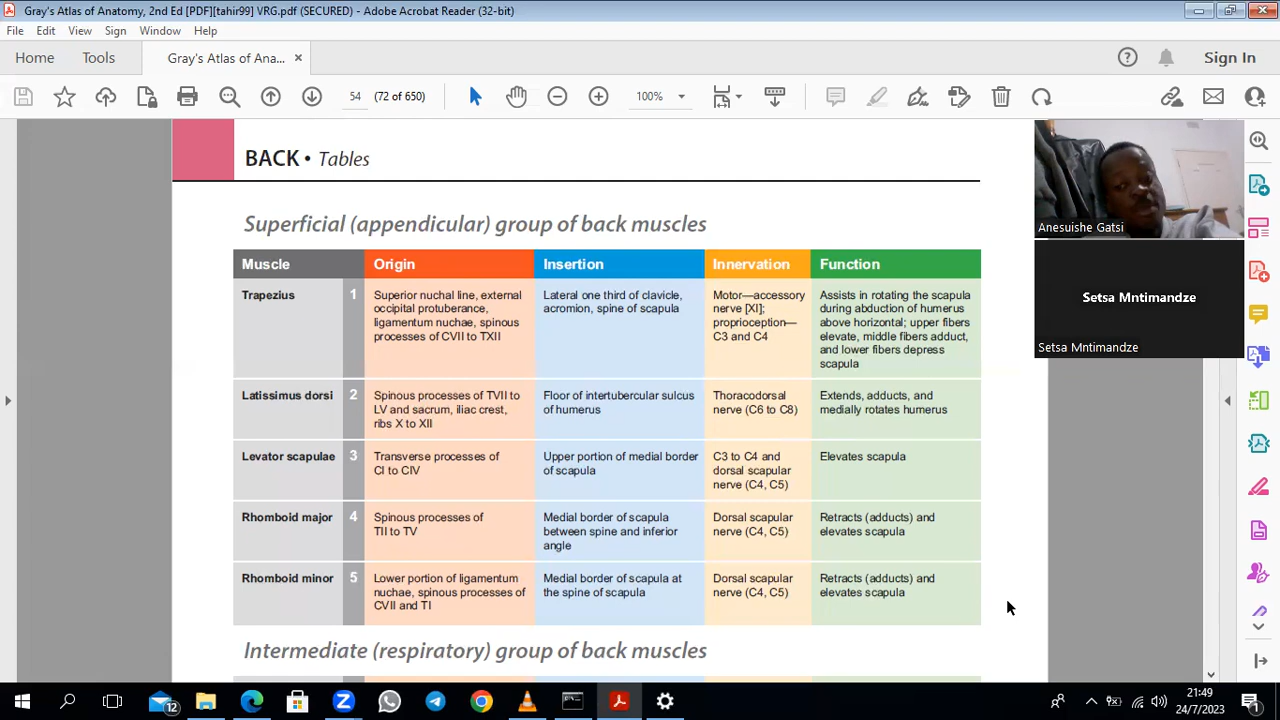 Gray's Atlas of Anatomy, 2nd Ed [PDF][tahir99] VRG.pdf (SECURED) - Adobe Acrobat Reader (32-bit)
File Edit View Sign Window Help
Home Tools Gray's Atlas of Ana... × Sign In
54 (72 of 650) 100%
BACK • Tables
Superficial (appendicular) group of back muscles
Muscle Origin Insertion Innervation Function
Trapezius 1
Superior nuchal line, external
occipital protuberance,
ligamentum nuchae, spinous
processes of CVII to TXII
Lateral one third of clavicle,
acromion, spine of scapula
Motor—accessory
nerve [XI];
proprioception—
C3 and C4
Assists in rotating the scapula
during abduction of humerus
above horizontal; upper fibers
elevate, middle fibers adduct,
and lower fibers depress
scapula
Latissimus dorsi 2
Spinous processes of TVII to
LV and sacrum, iliac crest,
ribs X to XII
Floor of intertubercular sulcus
of humerus
Thoracodorsal
nerve (C6 to C8)
Extends, adducts, and
medially rotates humerus
Levator scapulae 3
Transverse processes of
CI to CIV
Upper portion of medial border
of scapula
C3 to C4 and
dorsal scapular
nerve (C4, C5)
Elevates scapula
Rhomboid major 4
Spinous processes of
TII to TV
Medial border of scapula
between spine and inferior
angle
Dorsal scapular
nerve (C4, C5)
Retracts (adducts) and
elevates scapula
Rhomboid minor 5
Lower portion of ligamentum
nuchae, spinous processes of
CVII and TI
Medial border of scapula at
the spine of scapula
Dorsal scapular
nerve (C4, C5)
Retracts (adducts) and
elevates scapula
Intermediate (respiratory) group of back muscles
Anesuishe Gatsi
Setsa Mntimandze
Setsa Mntimandze
12
21:49
24/7/2023
1